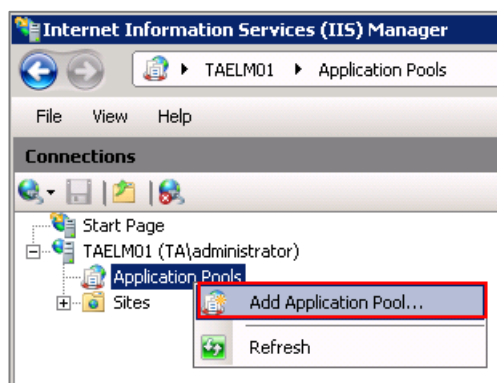 Internet Information Services (IIS) Manager
TAELM01 Application Pools
File View Help
Connections
Start Page
TAELM01 (TA\administrator)
Application Pools
Sites
Add Application Pool...
Refresh